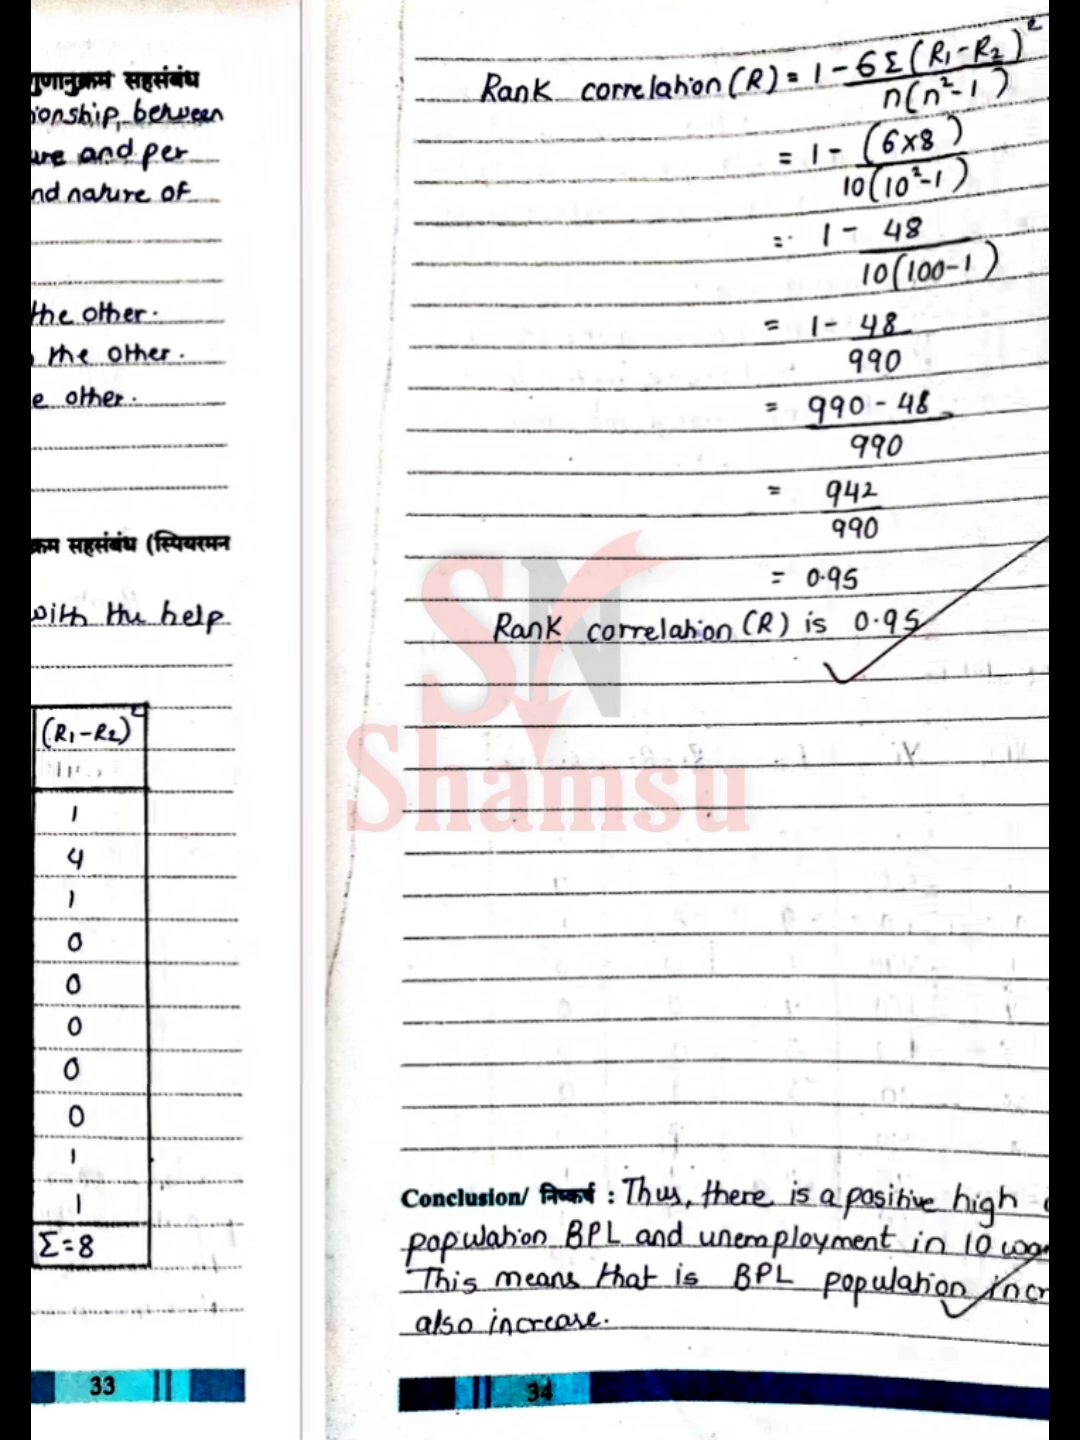 गुणानुक्रम सहसंबंध
ionship between
ure and per
nd nature of
the other.
the other.
e other.
क्रम सहसंबंध (स्पियरमन
with the help
(R₁-R₂)²
1
4
1
0
0
0
0
0
1
1
Σ=8
33
Rank correlation (R) = 1 - 6Σ(R₁-R₂)² / n(n²-1)
= 1 - (6×8) / 10(10²-1)
= 1 - 48 / 10(100-1)
= 1 - 48 / 990
= 990 - 48 / 990
= 942 / 990
= 0.95
Rank correlation (R) is 0.95
SN
Shamsu
Conclusion/ निष्कर्ष : Thus, there is a positive high
population BPL and unemployment in 10
This means that is BPL population incr
also increase.
34